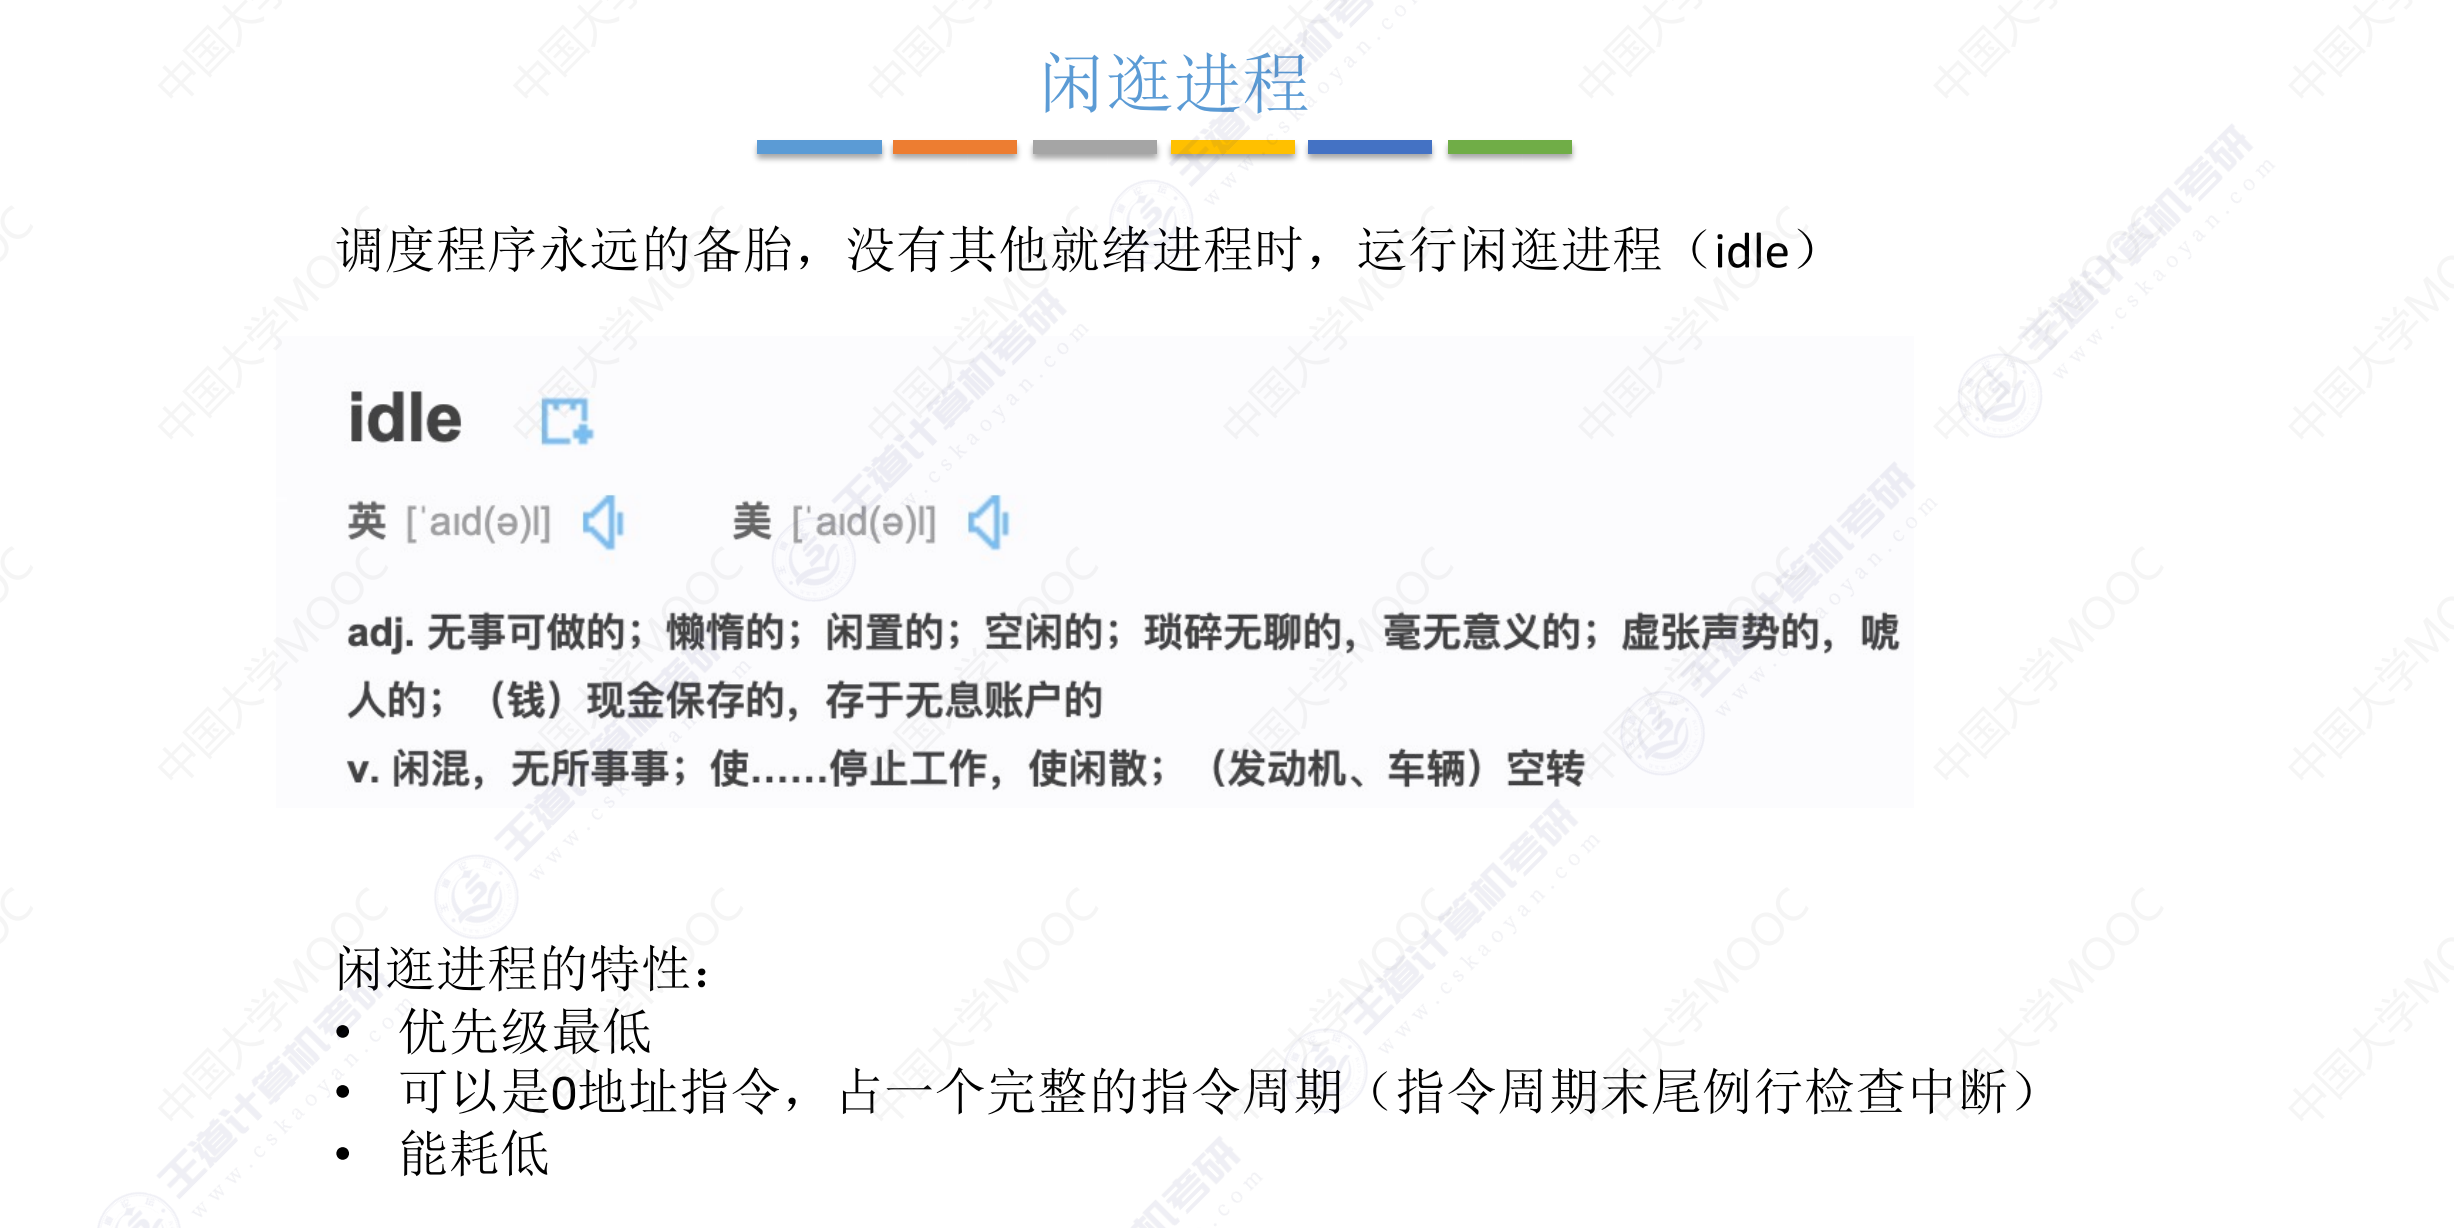 闲逛进程
调度程序永远的备胎，没有其他就绪进程时，运行闲逛进程（idle）
idle
英 [ˈaɪd(ə)l] 美 [ˈaɪd(ə)l]
adj. 无事可做的；懒惰的；闲置的；空闲的；琐碎无聊的，毫无意义的；虚张声势的，唬
人的；（钱）现金保存的，存于无息账户的
v. 闲混，无所事事；使……停止工作，使闲散；（发动机、车辆）空转
闲逛进程的特性：
• 优先级最低
• 可以是0地址指令，占一个完整的指令周期（指令周期末尾例行检查中断）
• 能耗低
中国大学MOOC
王道计算机考研
www.cskaoyan.com